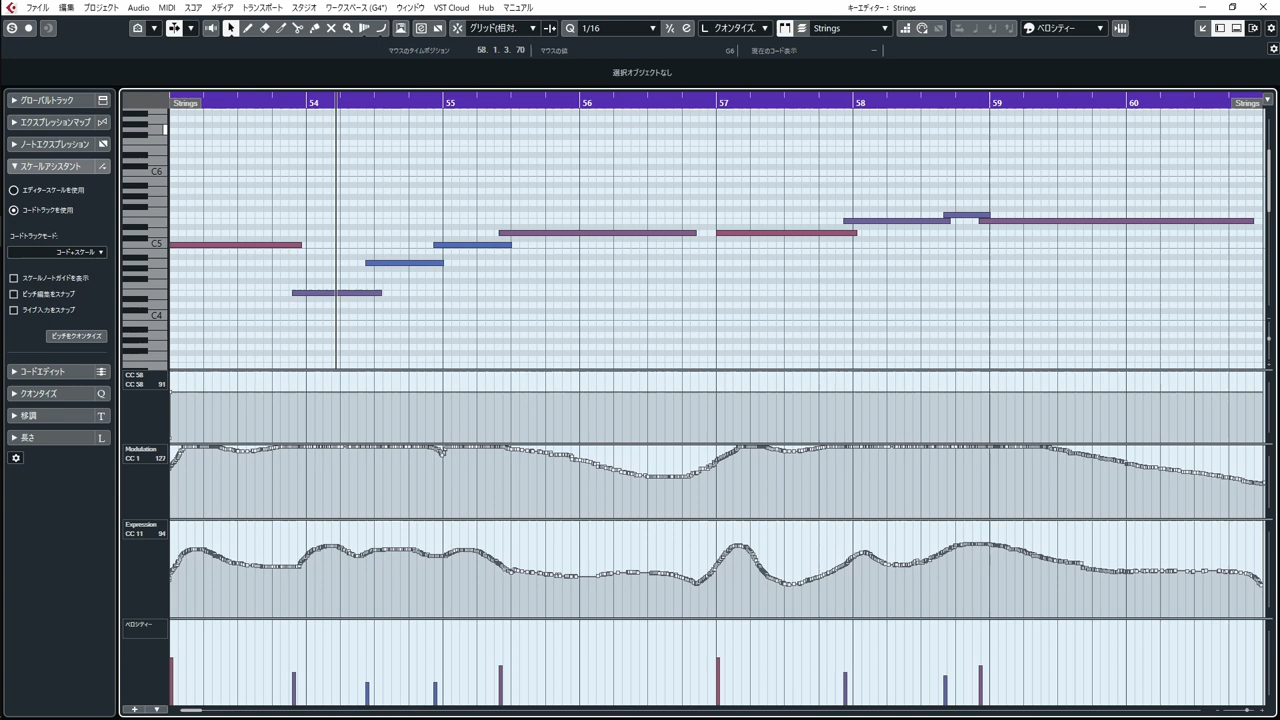 ファイル 編集 プロジェクト Audio MIDI スコア メディア トランスポート スタジオ ワークスペース (G4*) ウィンドウ VST Cloud Hub マニュアル
キーエディター: Strings
S
グリッド(相対. 1/16 L クオンタイズ. Strings ベロシティー
マウスのタイムポジション 58. 1. 3. 70 マウスの値 G6 現在のコード表示 –
選択オブジェクトなし
グローバルトラック
エクスプレッションマップ
ノートエクスプレッション
スケールアシスタント
エディタースケールを使用
コードトラックを使用
コードトラックモード:
コード+スケール
スケールノートガイドを表示
ピッチ編集をスナップ
ライブ入力をスナップ
ピッチをクオンタイズ
コードエディット
クオンタイズ Q
移調 T
長さ L
Strings 54 55 56 57 58 59 60 Strings
C6
C5
C4
CC 58
CC 58 91
Modulation
CC 1 127
Expression
CC 11 94
ベロシティー